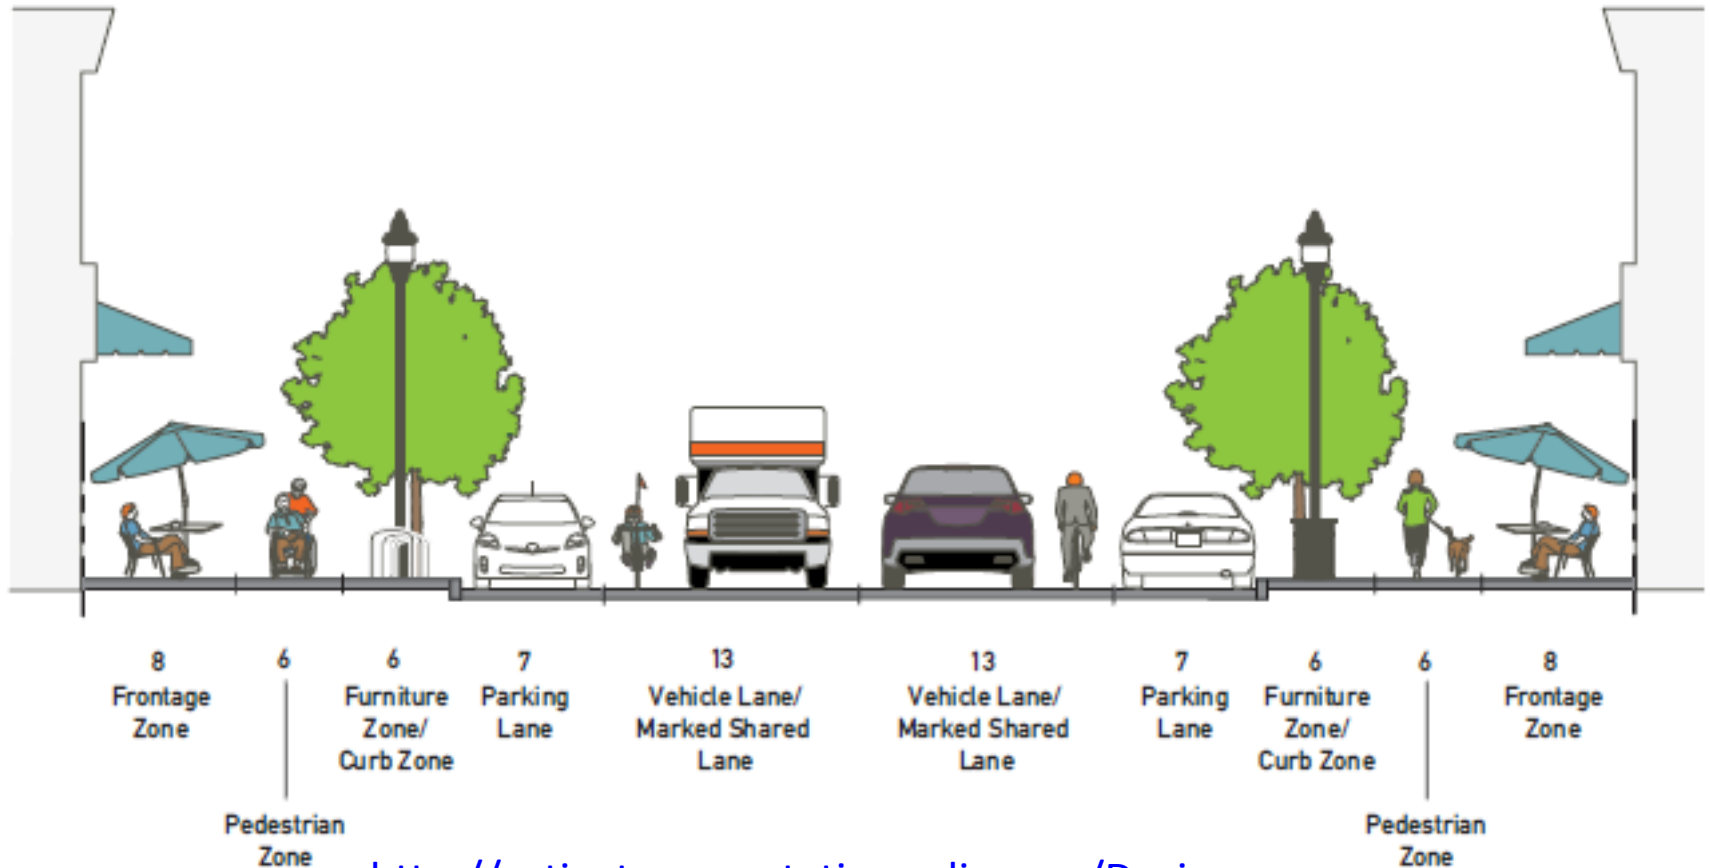 8 6 6 7 13 13 7 6 6 8
Frontage Furniture Parking Vehicle Lane/ Vehicle Lane/ Parking Furniture Frontage
Zone Zone/ Lane Marked Shared Marked Shared Lane Zone/ Zone
Curb Zone Lane Lane Curb Zone
Pedestrian Pedestrian
Zone Zone